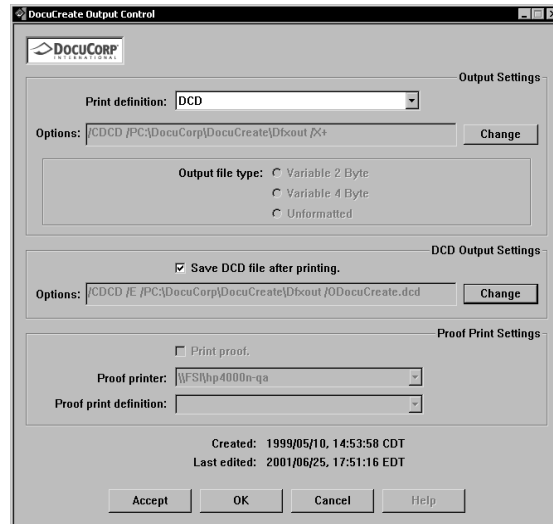 DocuCreate Output Control
DOCUCORP
INTERNATIONAL
Output Settings
Print definition: DCD
Options: /CDCD /PC:\DocuCorp\DocuCreate\Dfxout /X+ Change
Output file type: Variable 2 Byte
Variable 4 Byte
Unformatted
DCD Output Settings
Save DCD file after printing.
Options: /CDCD /E /PC:\DocuCorp\DocuCreate\Dfxout /ODocuCreate.dcd Change
Proof Print Settings
Print proof.
Proof printer: \\FSI\hp4000n-qa
Proof print definition:
Created: 1999/05/10, 14:53:58 CDT
Last edited: 2001/06/25, 17:51:16 EDT
Accept OK Cancel Help